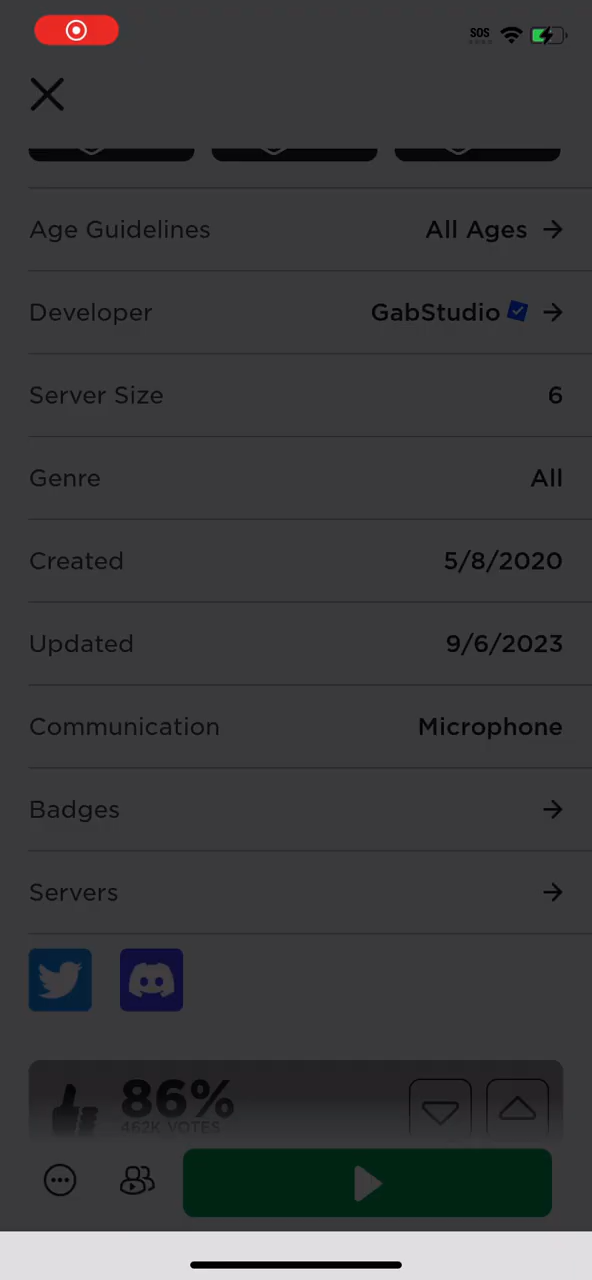 SOS
Age Guidelines All Ages
Developer GabStudio
Server Size 6
Genre All
Created 5/8/2020
Updated 9/6/2023
Communication Microphone
Badges
Servers
86%
462K VOTES